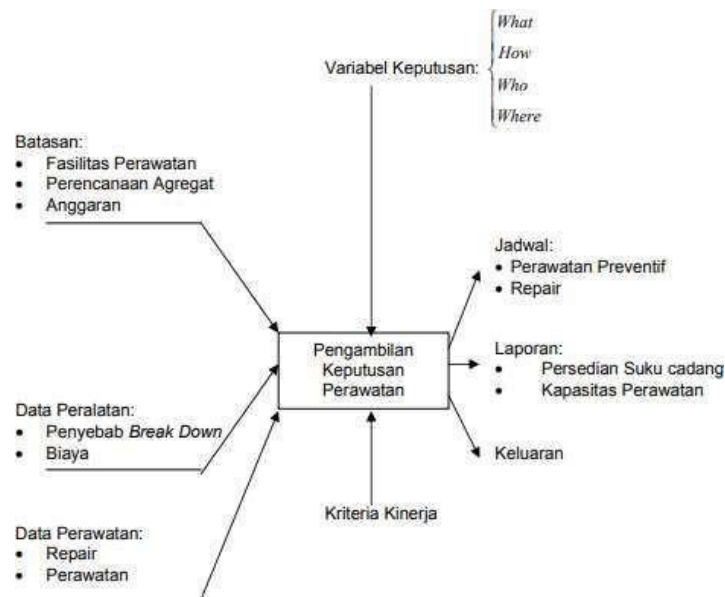 What
How
Variabel Keputusan:
Who
Where
Batasan:
• Fasilitas Perawatan
• Perencanaan Agregat
• Anggaran
Jadwal:
• Perawatan Preventif
• Repair
Pengambilan
Keputusan
Perawatan
Laporan:
• Persedian Suku cadang
• Kapasitas Perawatan
Data Peralatan:
• Penyebab Break Down
• Biaya
Keluaran
Kriteria Kinerja
Data Perawatan:
• Repair
• Perawatan